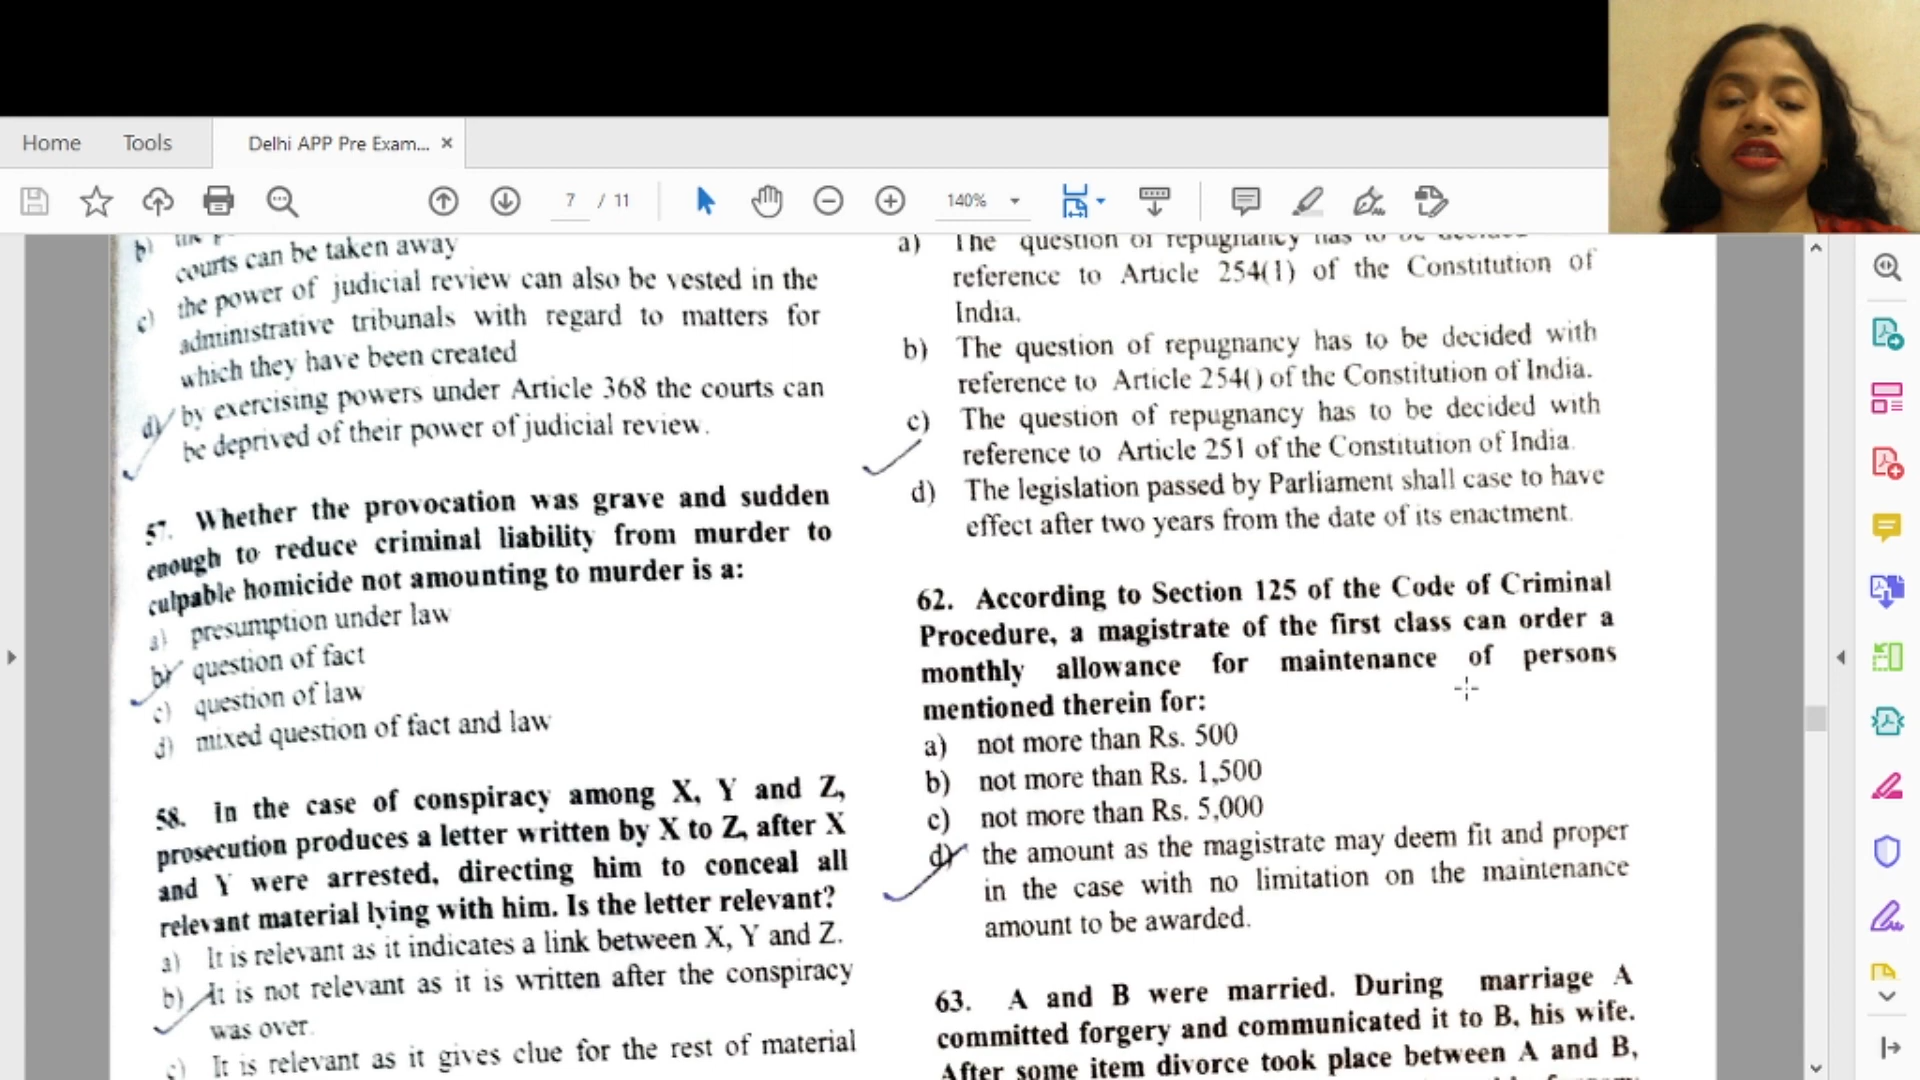 Home
Tools
Delhi APP Pre Exam... ×
7 / 11
140%
b)
courts can be taken away
c) the power of judicial review can also be vested in the
administrative tribunals with regard to matters for
which they have been created
d) by exercising powers under Article 368 the courts can
be deprived of their power of judicial review.
57. Whether the provocation was grave and sudden
enough to reduce criminal liability from murder to
culpable homicide not amounting to murder is a:
a) presumption under law
b) question of fact
c) question of law
d) mixed question of fact and law
58. In the case of conspiracy among X, Y and Z,
prosecution produces a letter written by X to Z, after X
and Y were arrested, directing him to conceal all
relevant material lying with him. Is the letter relevant?
a) It is relevant as it indicates a link between X, Y and Z.
b) It is not relevant as it is written after the conspiracy
was over.
c) It is relevant as it gives clue for the rest of material
a) The question of repugnancy has to be decided
reference to Article 254(1) of the Constitution of
India.
b) The question of repugnancy has to be decided with
reference to Article 254() of the Constitution of India.
c) The question of repugnancy has to be decided with
reference to Article 251 of the Constitution of India.
d) The legislation passed by Parliament shall case to have
effect after two years from the date of its enactment.
62. According to Section 125 of the Code of Criminal
Procedure, a magistrate of the first class can order a
monthly allowance for maintenance of persons
mentioned therein for:
a) not more than Rs. 500
b) not more than Rs. 1,500
c) not more than Rs. 5,000
d) the amount as the magistrate may deem fit and proper
in the case with no limitation on the maintenance
amount to be awarded.
63. A and B were married. During marriage A
committed forgery and communicated it to B, his wife.
After some item divorce took place between A and B,